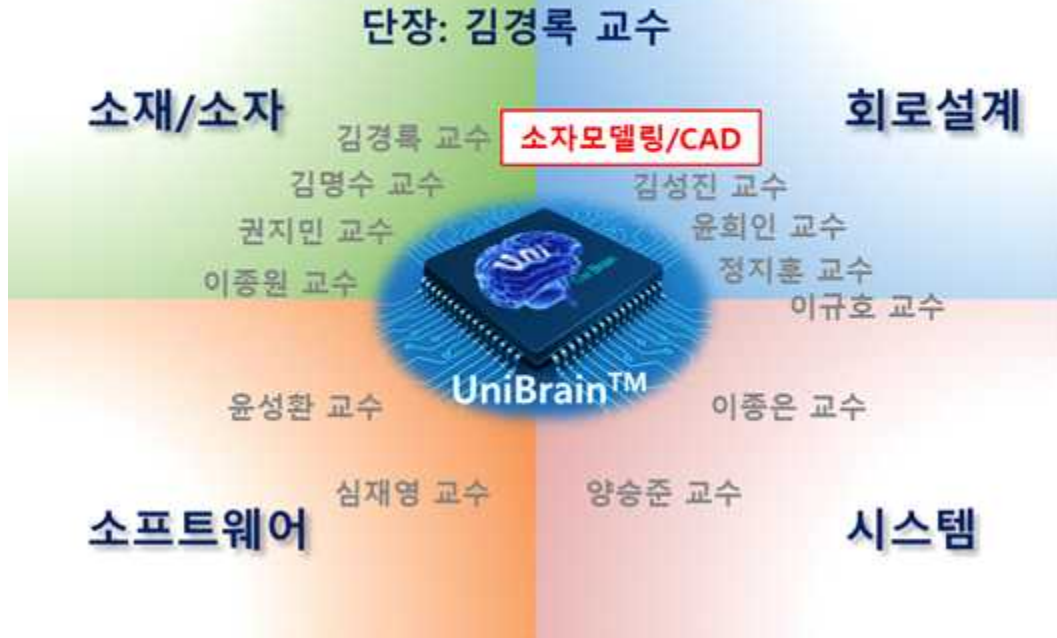 단장: 김경록 교수
소재/소자
회로설계
김경록 교수
소자모델링/CAD
김명수 교수
김성진 교수
권지민 교수
윤희인 교수
이종원 교수
정지훈 교수
이규호 교수
Uni
UniBrain™
윤성환 교수
이종은 교수
심재영 교수
양승준 교수
소프트웨어
시스템